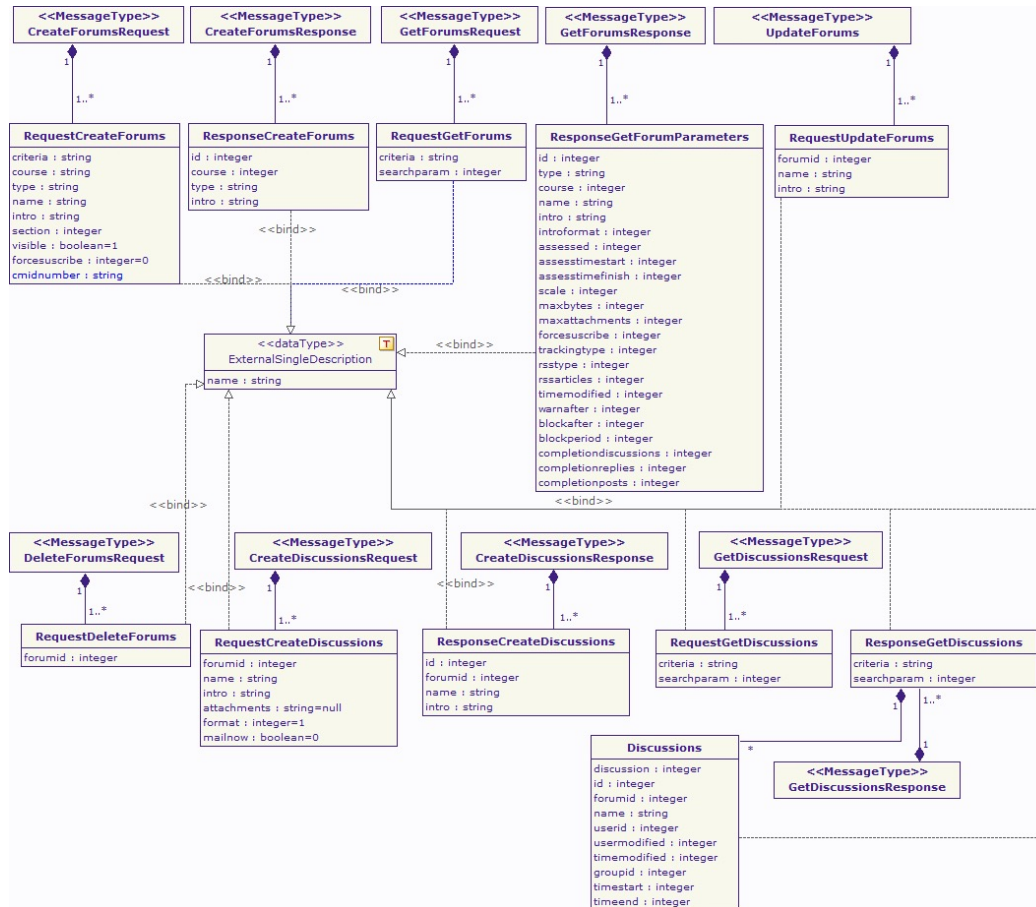 <<MessageType>>
CreateForumsRequest
<<MessageType>>
CreateForumsResponse
<<MessageType>>
GetForumsRequest
<<MessageType>>
GetForumsResponse
<<MessageType>>
UpdateForums
1
1..*
1
1..*
1
1..*
1
1..*
1
1..*
RequestCreateForums
criteria : string
course : string
type : string
name : string
intro : string
section : integer
visible : boolean=1
forcesuscribe : integer=0
cmidnumber : string
ResponseCreateForums
id : integer
course : integer
type : string
intro : string
RequestGetForums
criteria : string
searchparam : integer
ResponseGetForumParameters
id : integer
type : string
course : integer
name : string
intro : string
introformat : integer
assessed : integer
assesstimestart : integer
assesstimefinish : integer
scale : integer
maxbytes : integer
maxattachments : integer
forcesuscribe : integer
trackingtype : integer
rsstype : integer
rssarticles : integer
timemodified : integer
warnafter : integer
blockafter : integer
blockperiod : integer
completiondiscussions : integer
completionreplies : integer
completionposts : integer
RequestUpdateForums
forumid : integer
name : string
intro : string
<<bind>>
<<bind>>
<<bind>>
<<dataType>>
T
ExternalSingleDescription
name : string
<<bind>>
<<bind>>
<<bind>>
<<MessageType>>
DeleteForumsRequest
<<MessageType>>
CreateDiscussionsRequest
<<MessageType>>
CreateDiscussionsResponse
<<MessageType>>
GetDiscussionsResquest
<<bind>>
<<bind>>
1
1..*
1
1..*
1
1..*
1
1..*
RequestDeleteForums
forumid : integer
RequestCreateDiscussions
forumid : integer
name : string
intro : string
attachments : string=null
format : integer=1
mailnow : boolean=0
ResponseCreateDiscussions
id : integer
forumid : integer
name : string
intro : string
RequestGetDiscussions
criteria : string
searchparam : integer
ResponseGetDiscussions
criteria : string
searchparam : integer
1
1..*
*
1
Discussions
discussion : integer
id : integer
forumid : integer
name : string
userid : integer
usermodified : integer
timemodified : integer
groupid : integer
timestart : integer
timeend : integer
<<MessageType>>
GetDiscussionsResponse